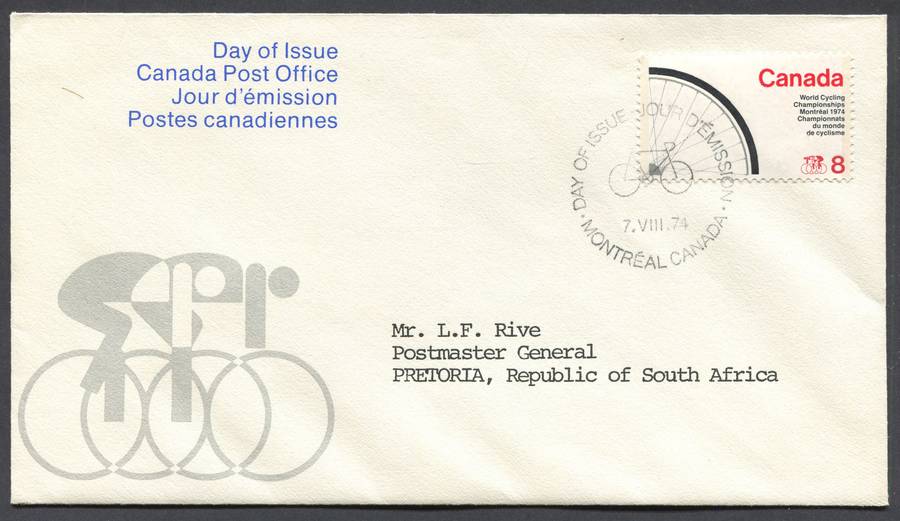 Day of Issue
Canada Post Office
Jour d'émission
Postes canadiennes
Canada
World Cycling
Championships
Montréal 1974
Championnats
du monde
de cyclisme
8
· DAY OF ISSUE · JOUR D'ÉMISSION ·
7.VIII.74
MONTRÉAL CANADA
Mr. L.F. Rive
Postmaster General
PRETORIA, Republic of South Africa